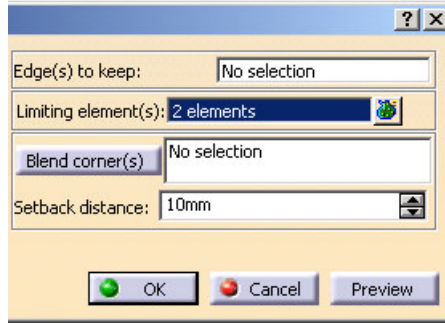 Edge(s) to keep: No selection
Limiting element(s): 2 elements
Blend corner(s) No selection
Setback distance: 10mm
OK Cancel Preview